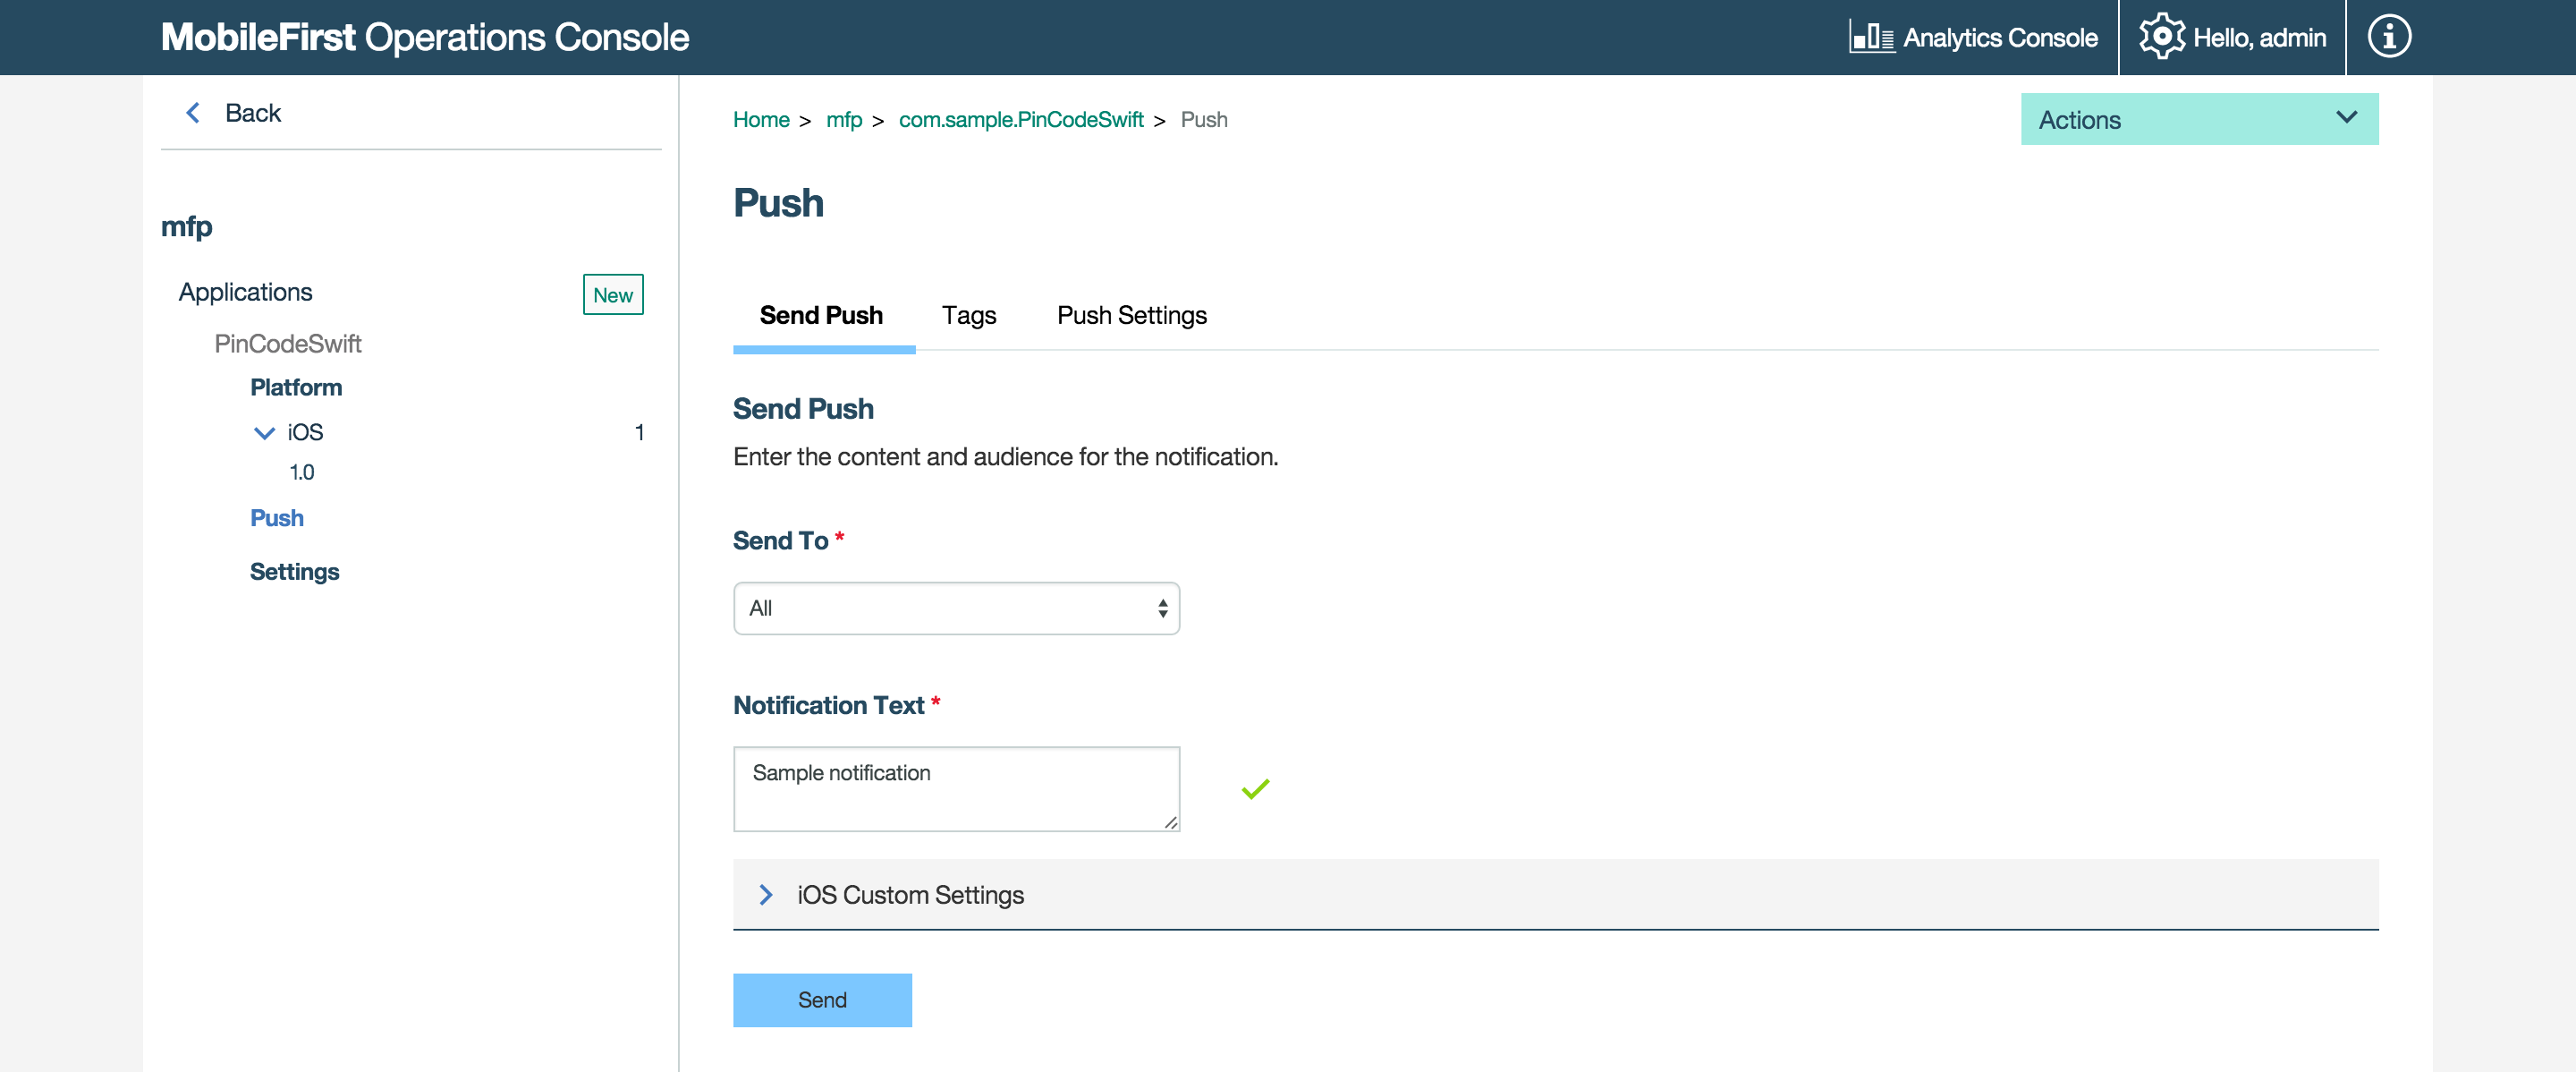 MobileFirst Operations Console
Analytics Console
Hello, admin
Back
mfp
Applications
New
PinCodeSwift
Platform
iOS
1
1.0
Push
Settings
Home > mfp > com.sample.PinCodeSwift > Push
Actions
Push
Send Push
Tags
Push Settings
Send Push
Enter the content and audience for the notification.
Send To *
All
Notification Text *
Sample notification
iOS Custom Settings
Send